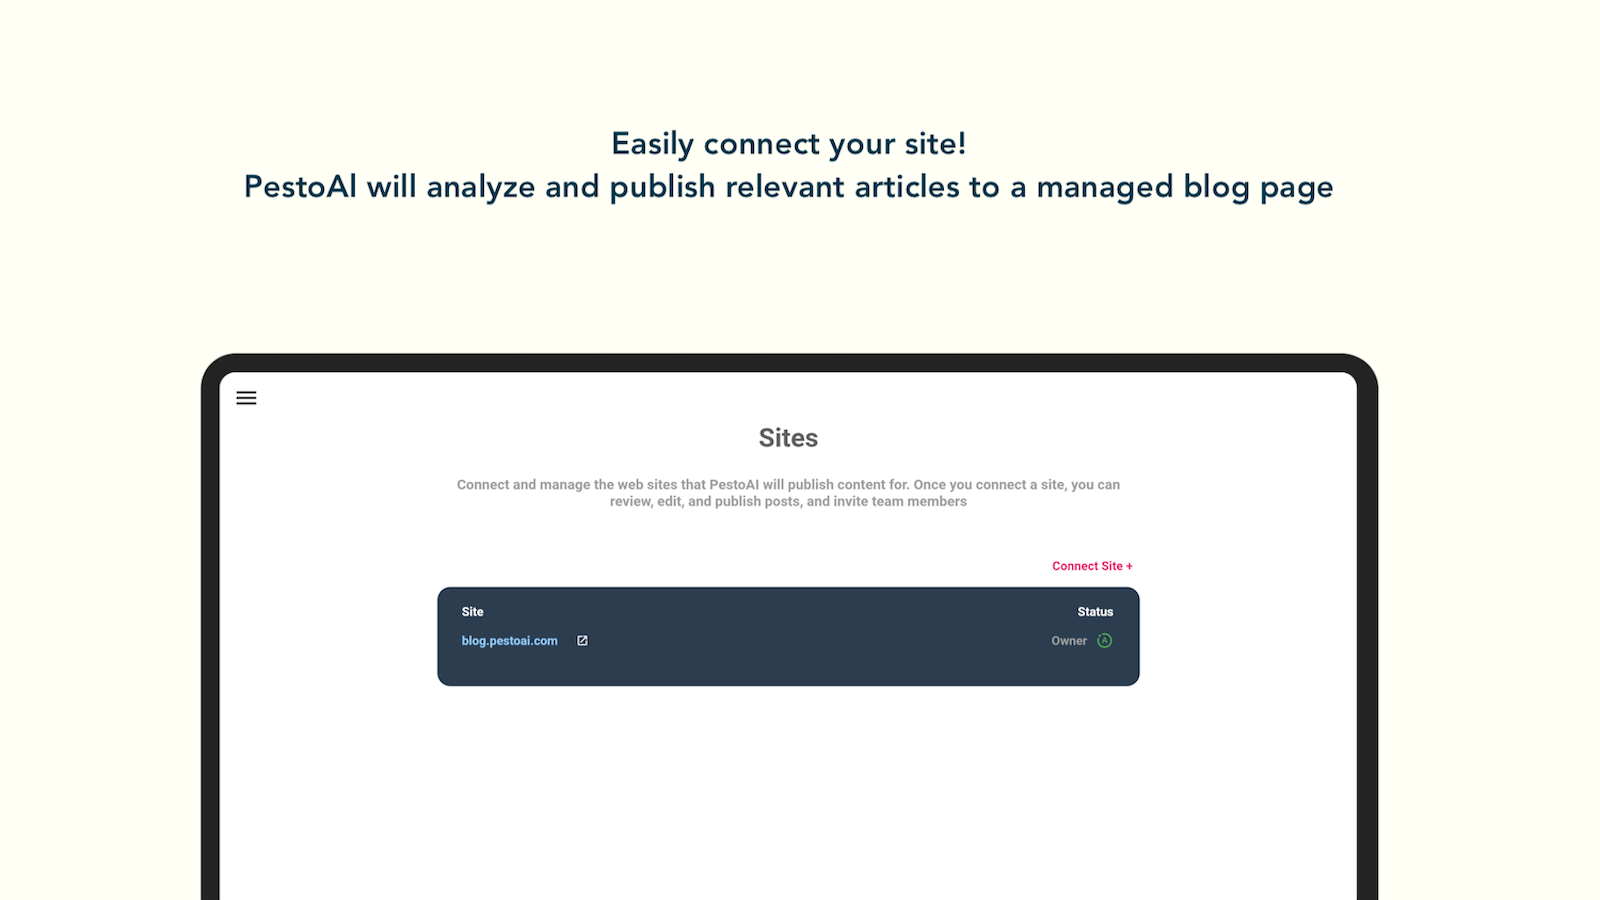 Easily connect your site!
PestoAI will analyze and publish relevant articles to a managed blog page
Sites
Connect and manage the web sites that PestoAI will publish content for. Once you connect a site, you can
review, edit, and publish posts, and invite team members
Connect Site +
Site
Status
blog.pestoai.com
Owner
A